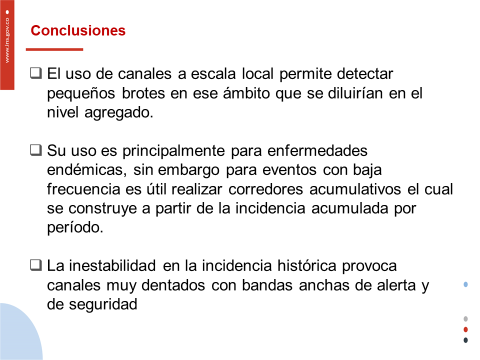 www.ins.gov.co
Conclusiones
❑ El uso de canales a escala local permite detectar
pequeños brotes en ese ámbito que se diluirían en el
nivel agregado.
❑ Su uso es principalmente para enfermedades
endémicas, sin embargo para eventos con baja
frecuencia es útil realizar corredores acumulativos el cual
se construye a partir de la incidencia acumulada por
período.
❑ La inestabilidad en la incidencia histórica provoca
canales muy dentados con bandas anchas de alerta y
de seguridad